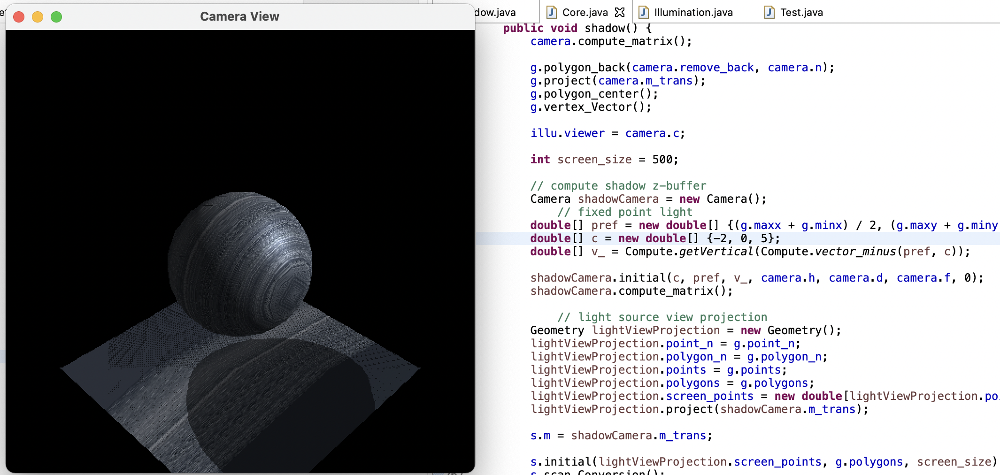 Camera View
dow.java
Core.java
Illumination.java
Test.java
public void shadow() {
camera.compute_matrix();
g.polygon_back(camera.remove_back, camera.n);
g.project(camera.m_trans);
g.polygon_center();
g.vertex_Vector();
illu.viewer = camera.c;
int screen_size = 500;
// compute shadow z-buffer
Camera shadowCamera = new Camera();
// fixed point light
double[] pref = new double[] {(g.maxx + g.minx) / 2, (g.maxy + g.miny
double[] c = new double[] {-2, 0, 5};
double[] v_ = Compute.getVertical(Compute.vector_minus(pref, c));
shadowCamera.initial(c, pref, v_, camera.h, camera.d, camera.f, 0);
shadowCamera.compute_matrix();
// light source view projection
Geometry lightViewProjection = new Geometry();
lightViewProjection.point_n = g.point_n;
lightViewProjection.polygon_n = g.polygon_n;
lightViewProjection.points = g.points;
lightViewProjection.polygons = g.polygons;
lightViewProjection.screen_points = new double[lightViewProjection.po
lightViewProjection.project(shadowCamera.m_trans);
s.m = shadowCamera.m_trans;
s.initial(lightViewProjection.screen_points, g.polygons, screen_size)
s.scan_Conversion();